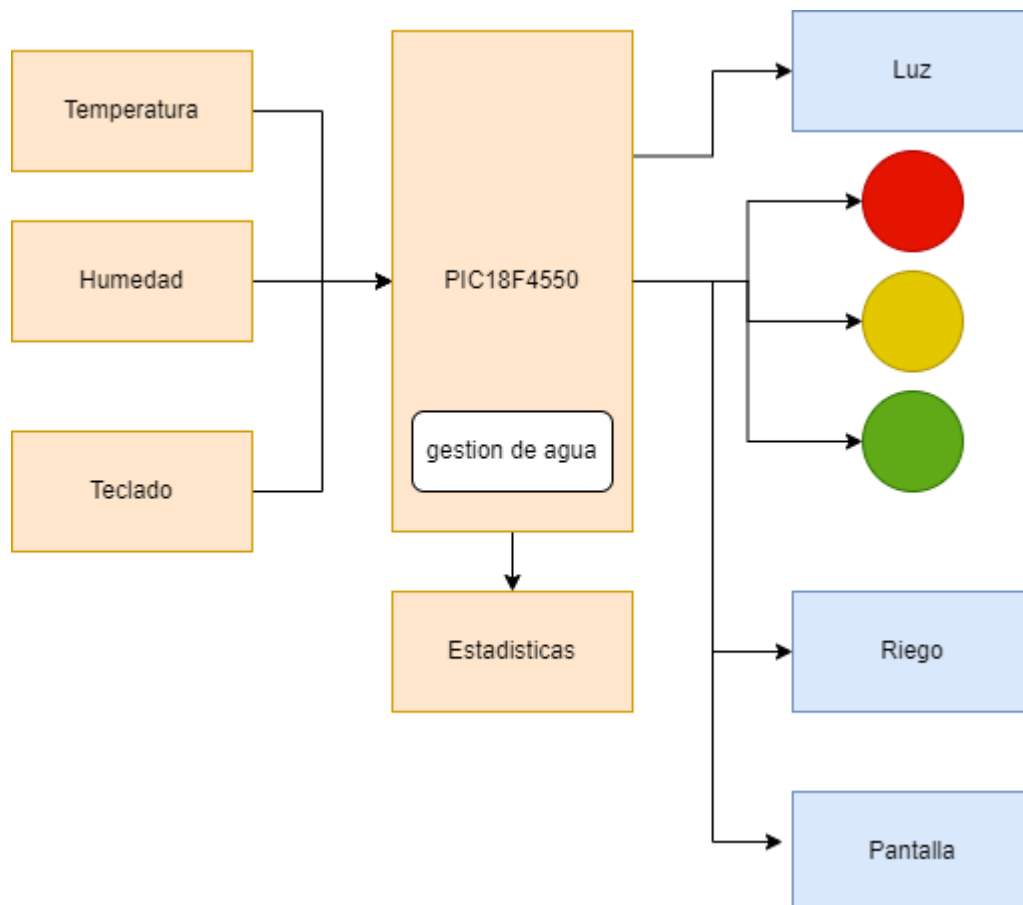 Temperatura
Humedad
Teclado
PIC18F4550
gestion de agua
Estadisticas
Luz
Riego
Pantalla